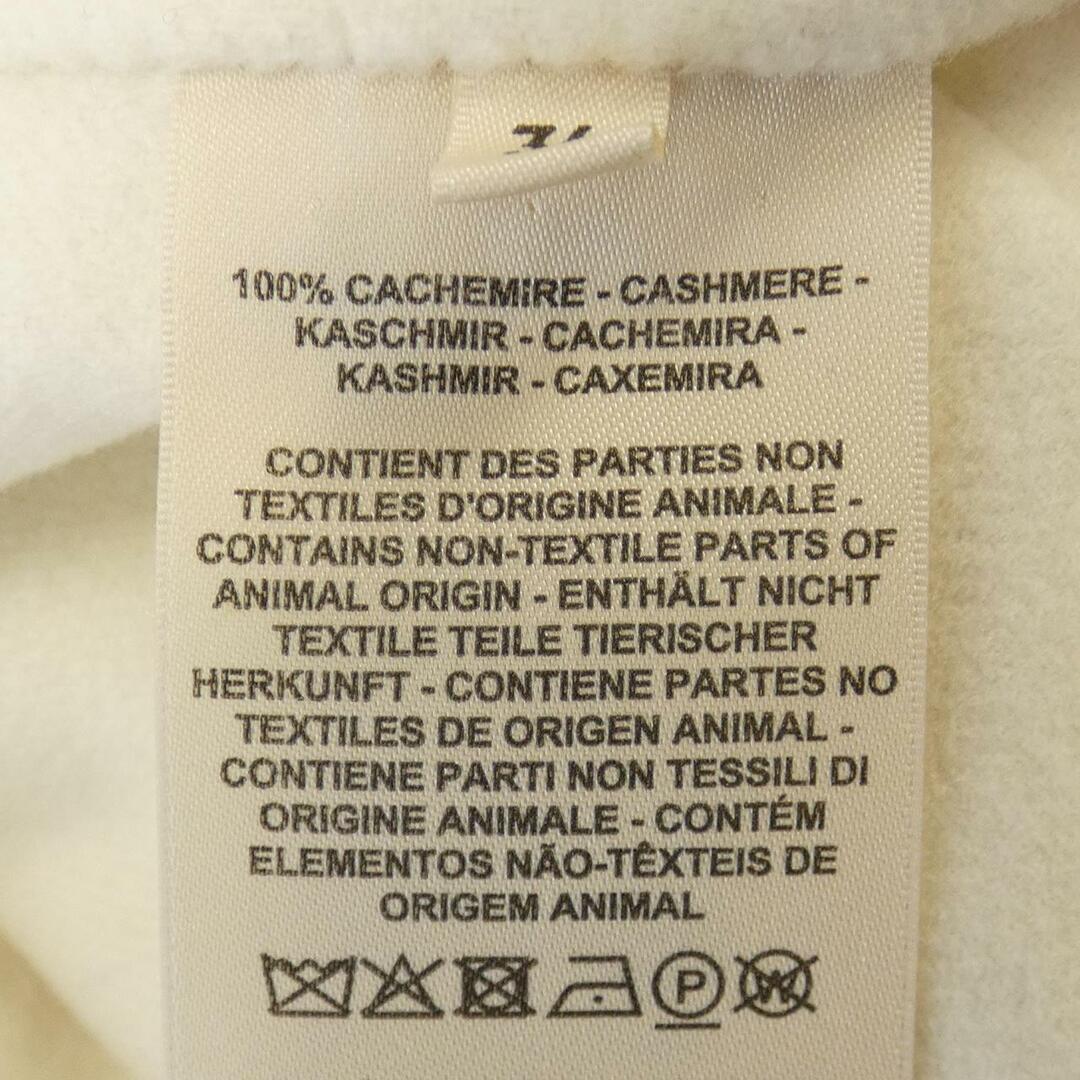 100% CACHEMIRE - CASHMERE -
KASCHMIR - CACHEMIRA -
KASHMIR - CAXEMIRA
CONTIENT DES PARTIES NON
TEXTILES D'ORIGINE ANIMALE -
CONTAINS NON-TEXTILE PARTS OF
ANIMAL ORIGIN - ENTHÄLT NICHT
TEXTILE TEILE TIERISCHER
HERKUNFT - CONTIENE PARTES NO
TEXTILES DE ORIGEN ANIMAL -
CONTIENE PARTI NON TESSILI DI
ORIGINE ANIMALE - CONTÉM
ELEMENTOS NÃO-TÊXTEIS DE
ORIGEM ANIMAL
P W